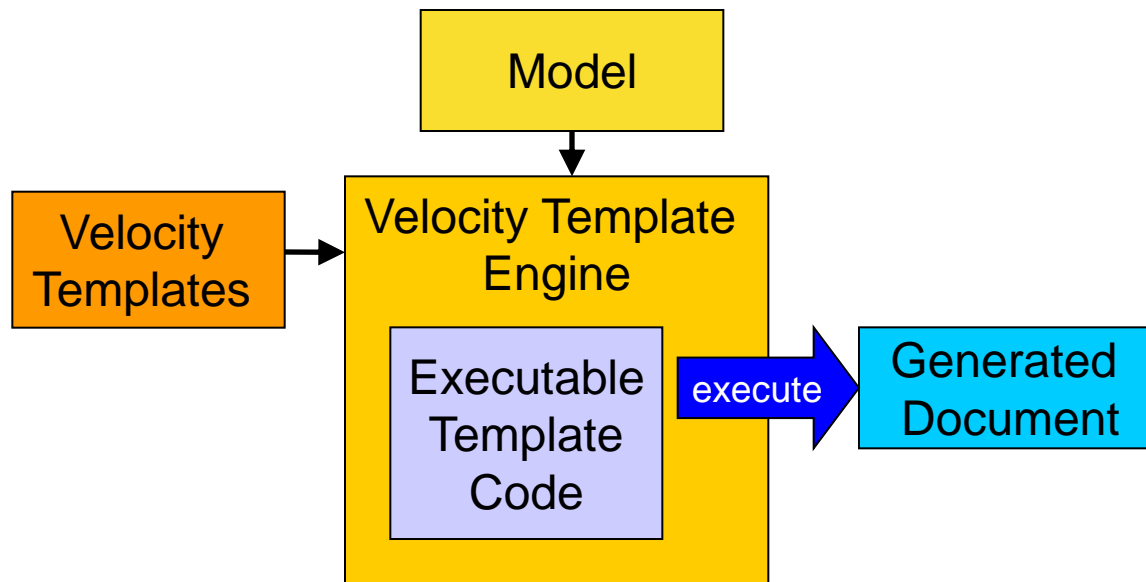 Model
Velocity
Templates
Velocity Template
Engine
Executable
Template
Code
execute
Generated
Document